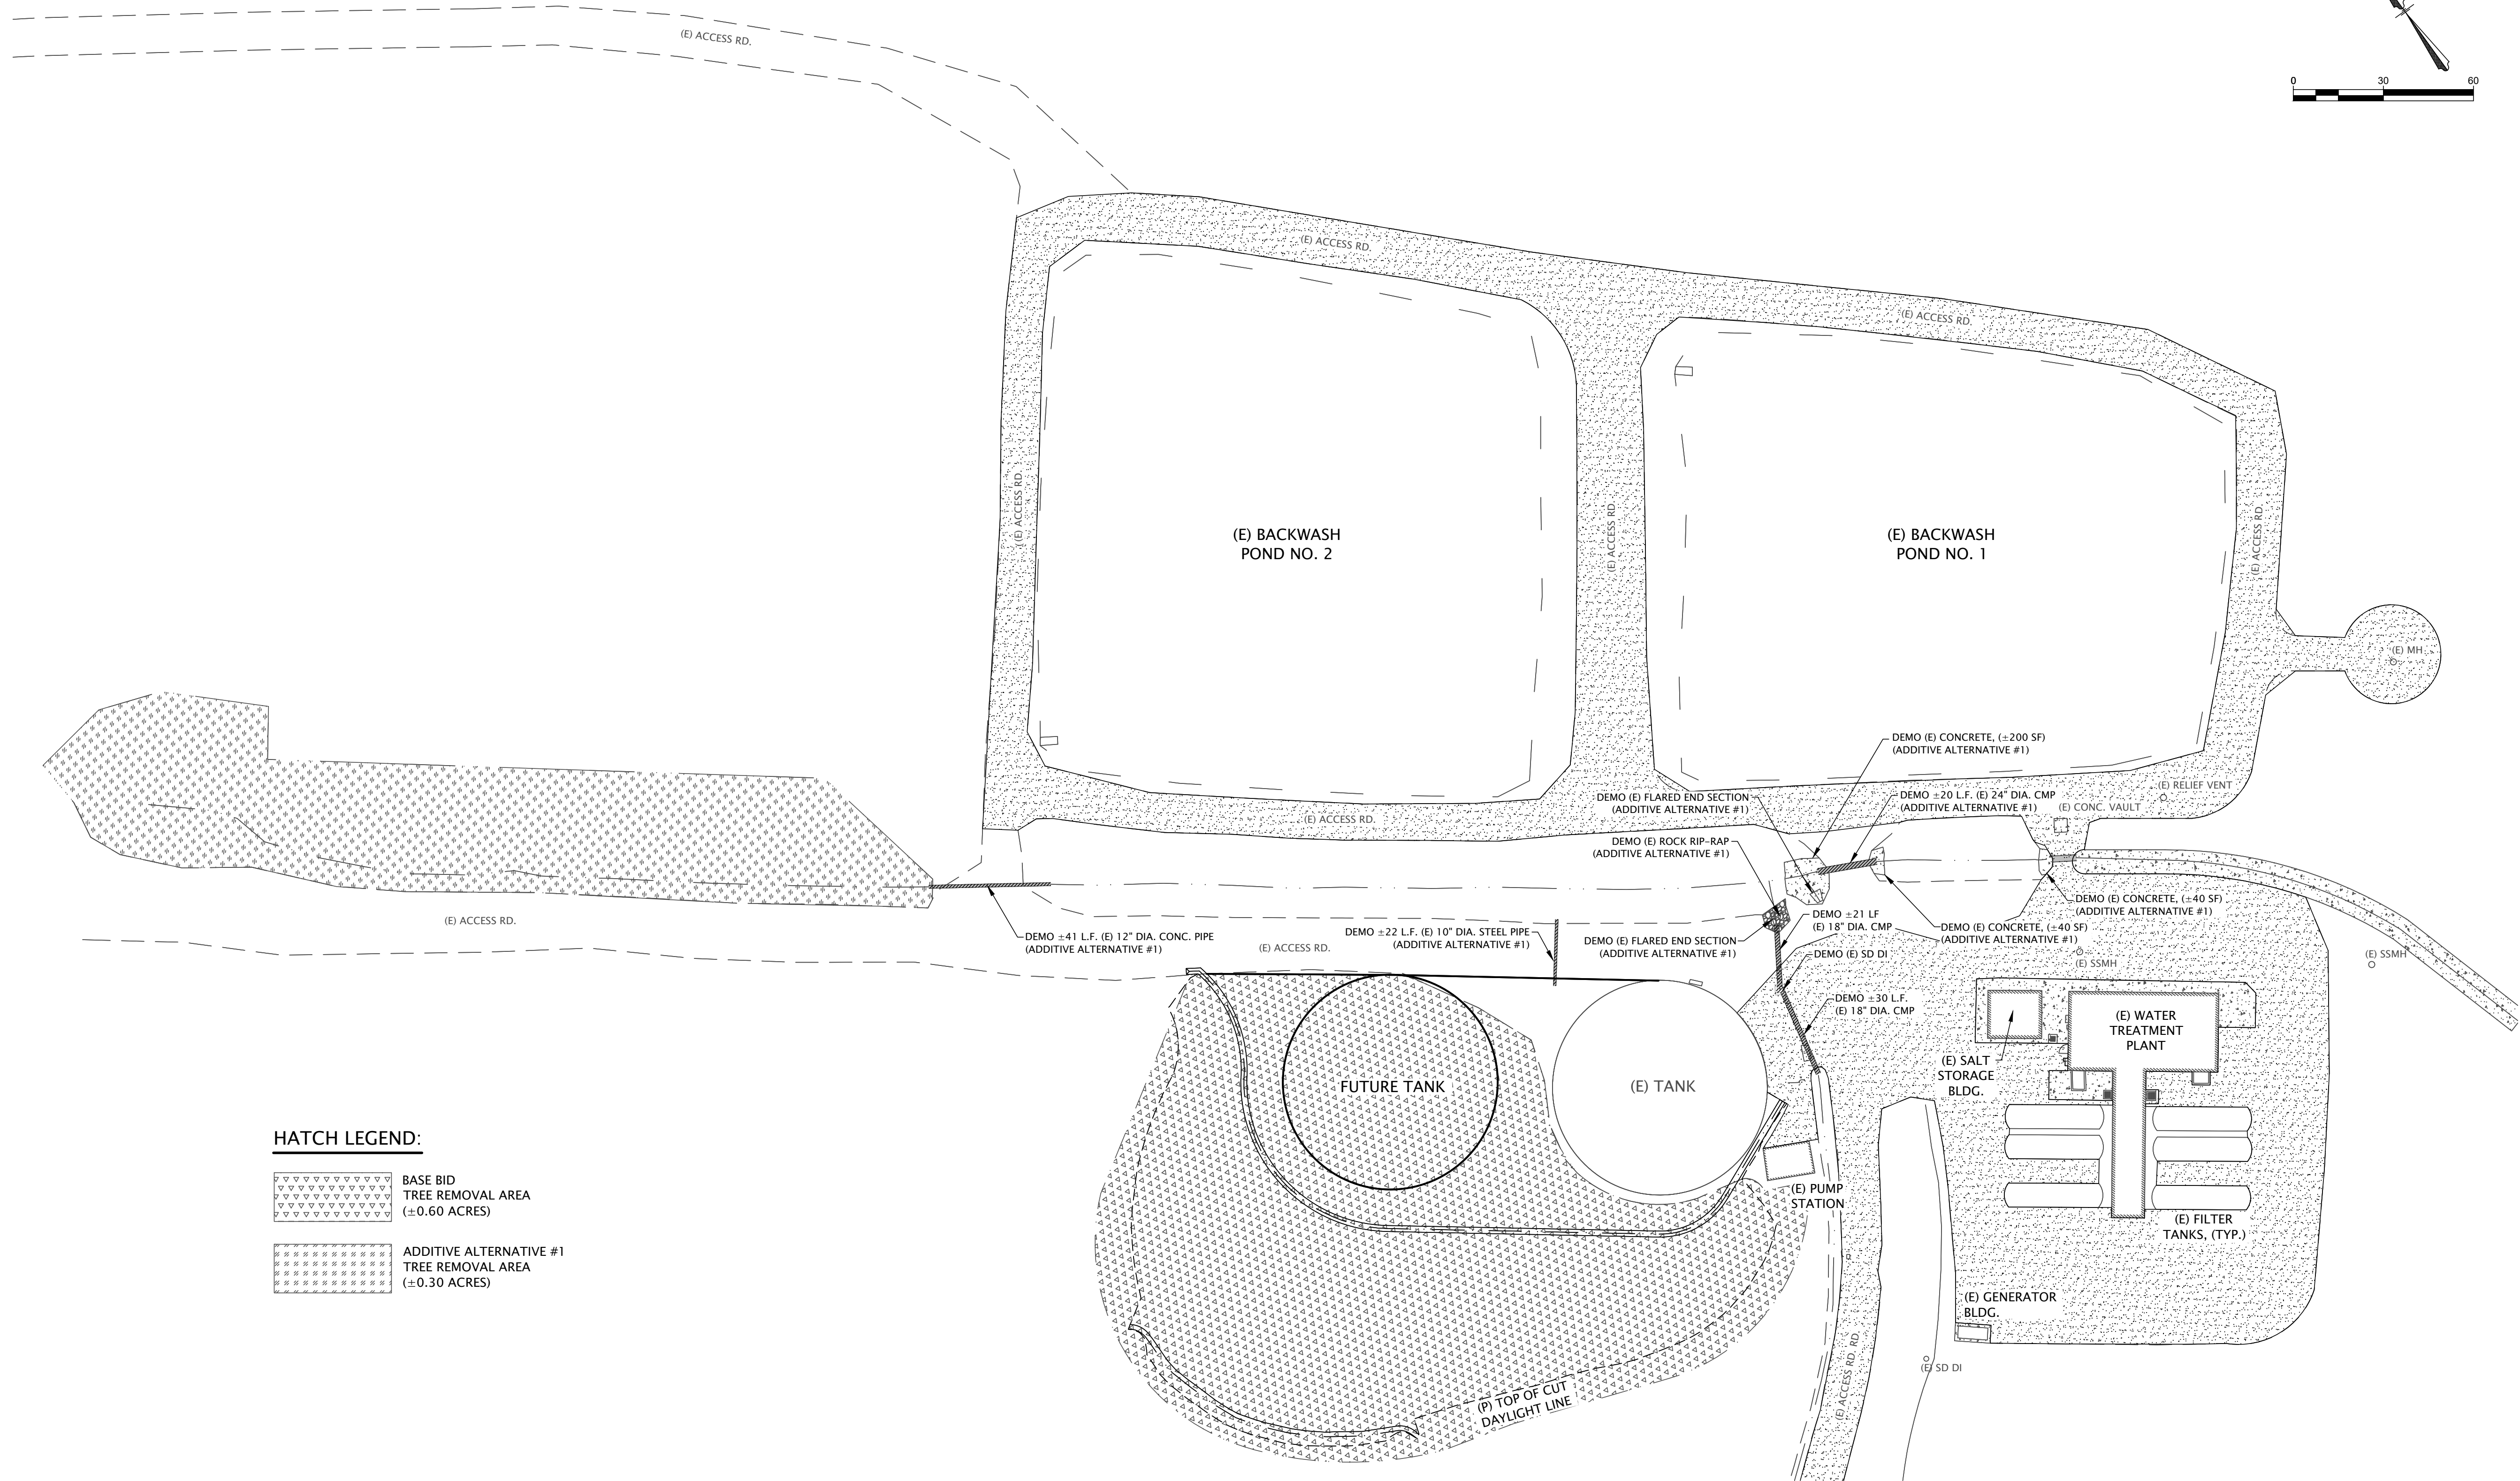 (E) ACCESS RD.
0 30 60
(E) ACCESS RD.
(E) ACCESS RD.
(E) ACCESS RD.
(E) ACCESS RD.
(E) ACCESS RD.
(E) BACKWASH
POND NO. 2
(E) BACKWASH
POND NO. 1
(E) MH
DEMO (E) CONCRETE, (±200 SF)
(ADDITIVE ALTERNATIVE #1)
DEMO (E) FLARED END SECTION
(ADDITIVE ALTERNATIVE #1)
DEMO ±20 L.F. (E) 24" DIA. CMP
(ADDITIVE ALTERNATIVE #1)
(E) RELIEF VENT
(E) CONC. VAULT
(E) ACCESS RD.
DEMO (E) ROCK RIP-RAP
(ADDITIVE ALTERNATIVE #1)
DEMO (E) CONCRETE, (±40 SF)
(ADDITIVE ALTERNATIVE #1)
(E) ACCESS RD.
DEMO ±41 L.F. (E) 12" DIA. CONC. PIPE
(ADDITIVE ALTERNATIVE #1)
(E) ACCESS RD.
DEMO ±22 L.F. (E) 10" DIA. STEEL PIPE
(ADDITIVE ALTERNATIVE #1)
DEMO (E) FLARED END SECTION
(ADDITIVE ALTERNATIVE #1)
DEMO ±21 LF
(E) 18" DIA. CMP
DEMO (E) CONCRETE, (±40 SF)
(ADDITIVE ALTERNATIVE #1)
DEMO (E) SD DI
(E) SSMH
(E) SSMH
DEMO ±30 L.F.
(E) 18" DIA. CMP
(E) WATER
TREATMENT
PLANT
(E) SALT
STORAGE
BLDG.
FUTURE TANK
(E) TANK
HATCH LEGEND:
BASE BID
TREE REMOVAL AREA
(±0.60 ACRES)
ADDITIVE ALTERNATIVE #1
TREE REMOVAL AREA
(±0.30 ACRES)
(E) PUMP
STATION
(E) FILTER
TANKS, (TYP.)
(E) GENERATOR
BLDG.
(E) ACCESS RD. RD.
(E) SD DI
(P) TOP OF CUT
DAYLIGHT LINE